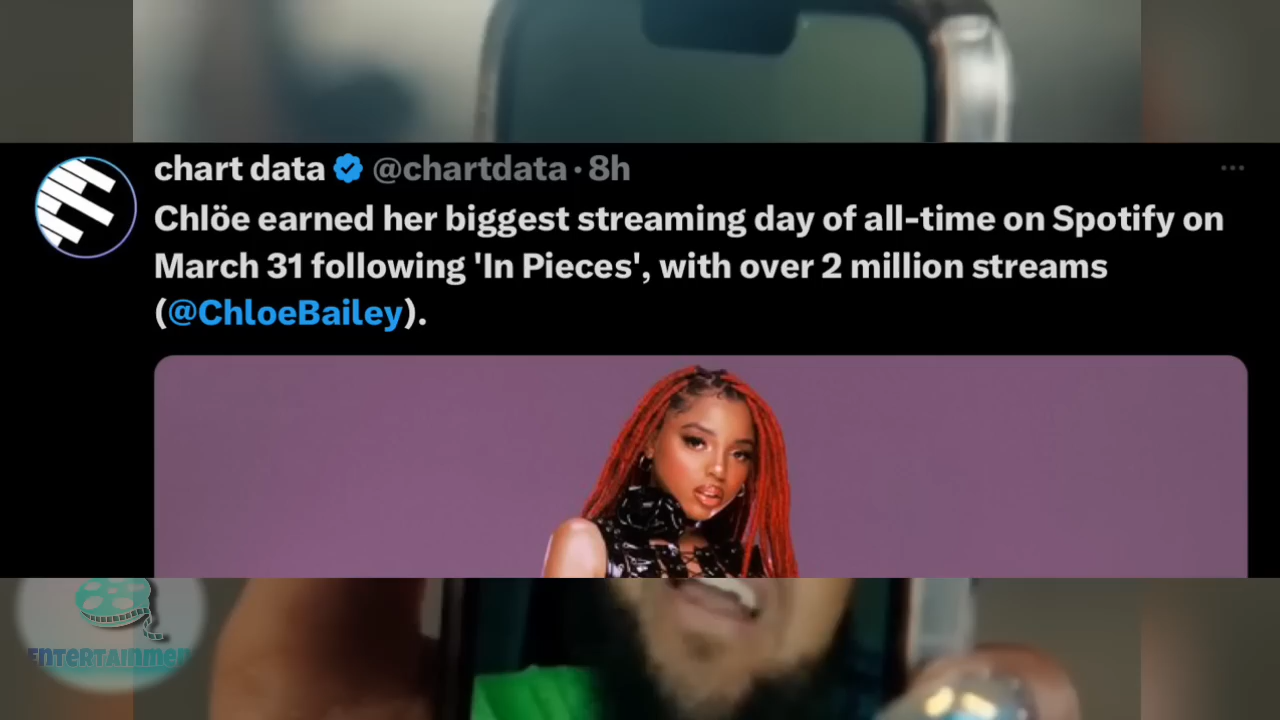 chart data @chartdata · 8h
Chlöe earned her biggest streaming day of all-time on Spotify on
March 31 following 'In Pieces', with over 2 million streams
(@ChloeBailey).
ENTERTAINMEN